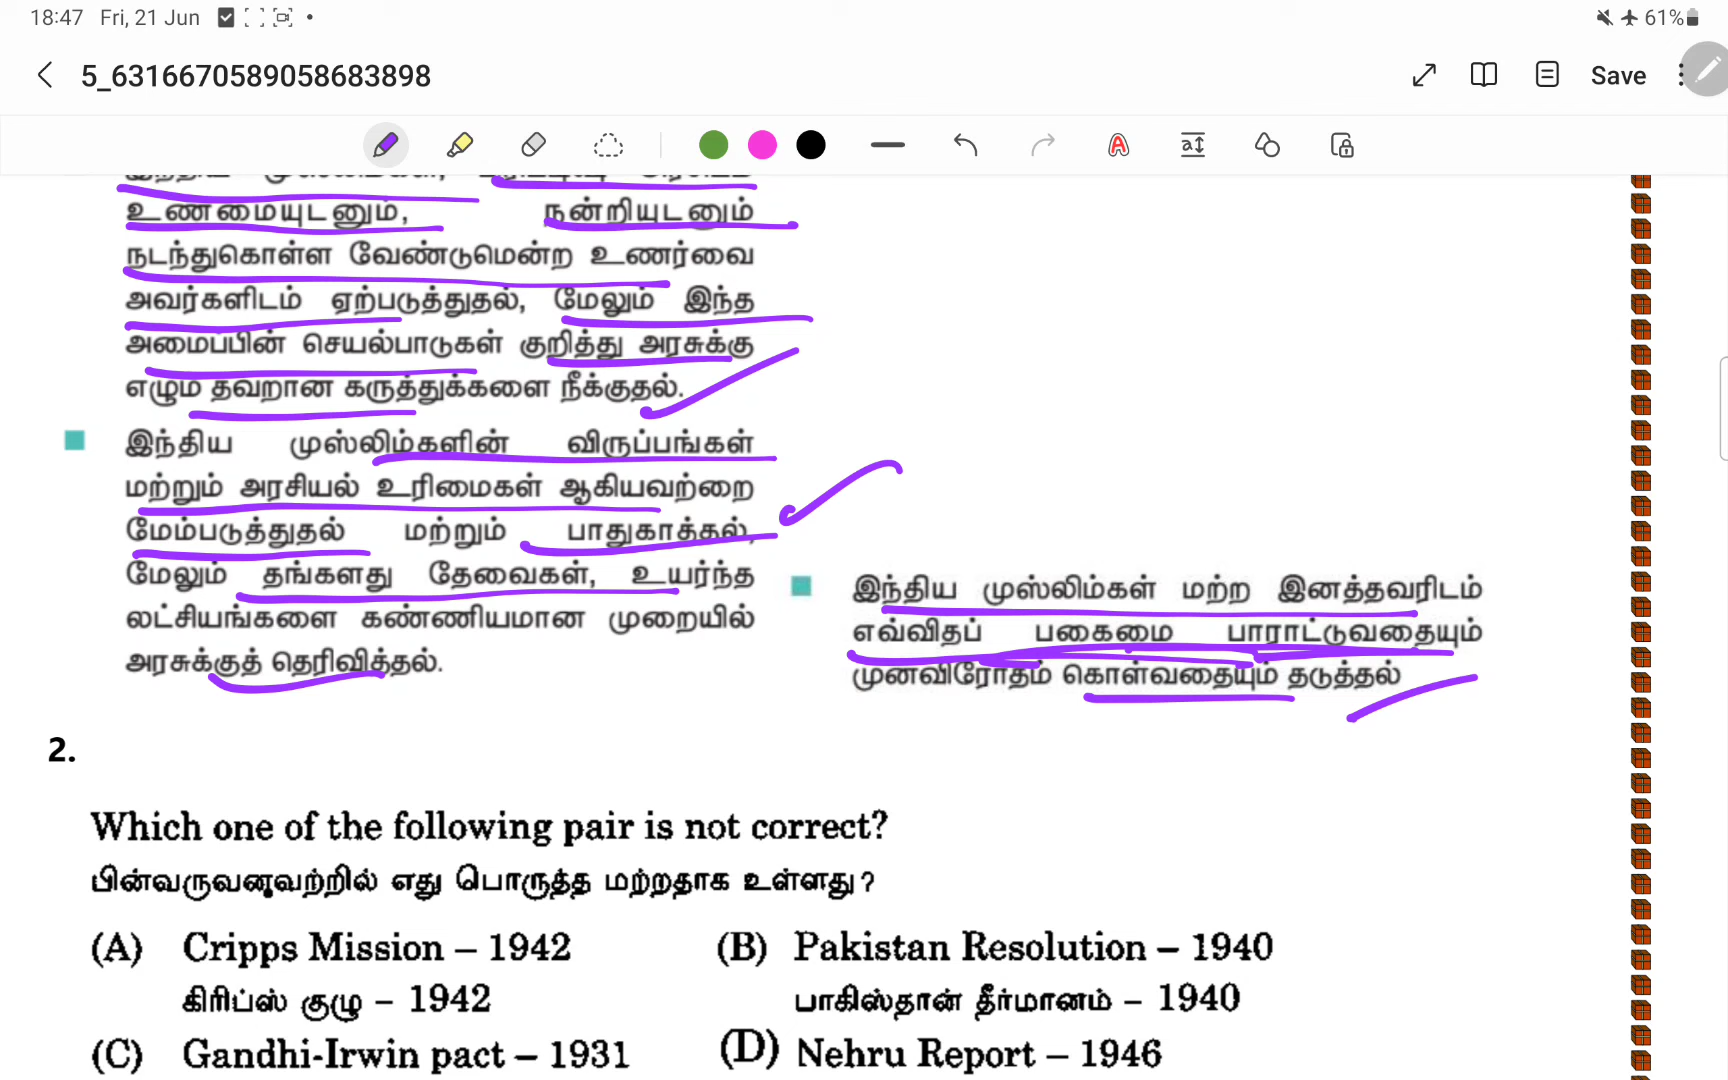 18:47 Fri, 21 Jun 61%
5_6316670589058683898
Save
உண்மையுடனும், நன்றியுடனும்
நடந்துகொள்ள வேண்டுமென்ற உணர்வை
அவர்களிடம் ஏற்படுத்துதல், மேலும் இந்த
அமைப்பின் செயல்பாடுகள் குறித்து அரசுக்கு
எழும் தவறான கருத்துக்களை நீக்குதல்.
இந்திய முஸ்லிம்களின் விருப்பங்கள்
மற்றும் அரசியல் உரிமைகள் ஆகியவற்றை
மேம்படுத்துதல் மற்றும் பாதுகாத்தல்,
மேலும் தங்களது தேவைகள், உயர்ந்த
லட்சியங்களை கண்ணியமான முறையில்
அரசுக்குத் தெரிவித்தல்.
இந்திய முஸ்லிம்கள் மற்ற இனத்தவரிடம்
எவ்விதப் பகைமை பாராட்டுவதையும்
முனவிரோதம் கொள்வதையும் தடுத்தல்
2.
Which one of the following pair is not correct?
பின்வருவனவற்றில் எது பொருத்த மற்றதாக உள்ளது?
(A) Cripps Mission – 1942 (B) Pakistan Resolution – 1940
கிரிப்ஸ் குழு – 1942 பாகிஸ்தான் தீர்மானம் – 1940
(C) Gandhi-Irwin pact – 1931 (D) Nehru Report – 1946